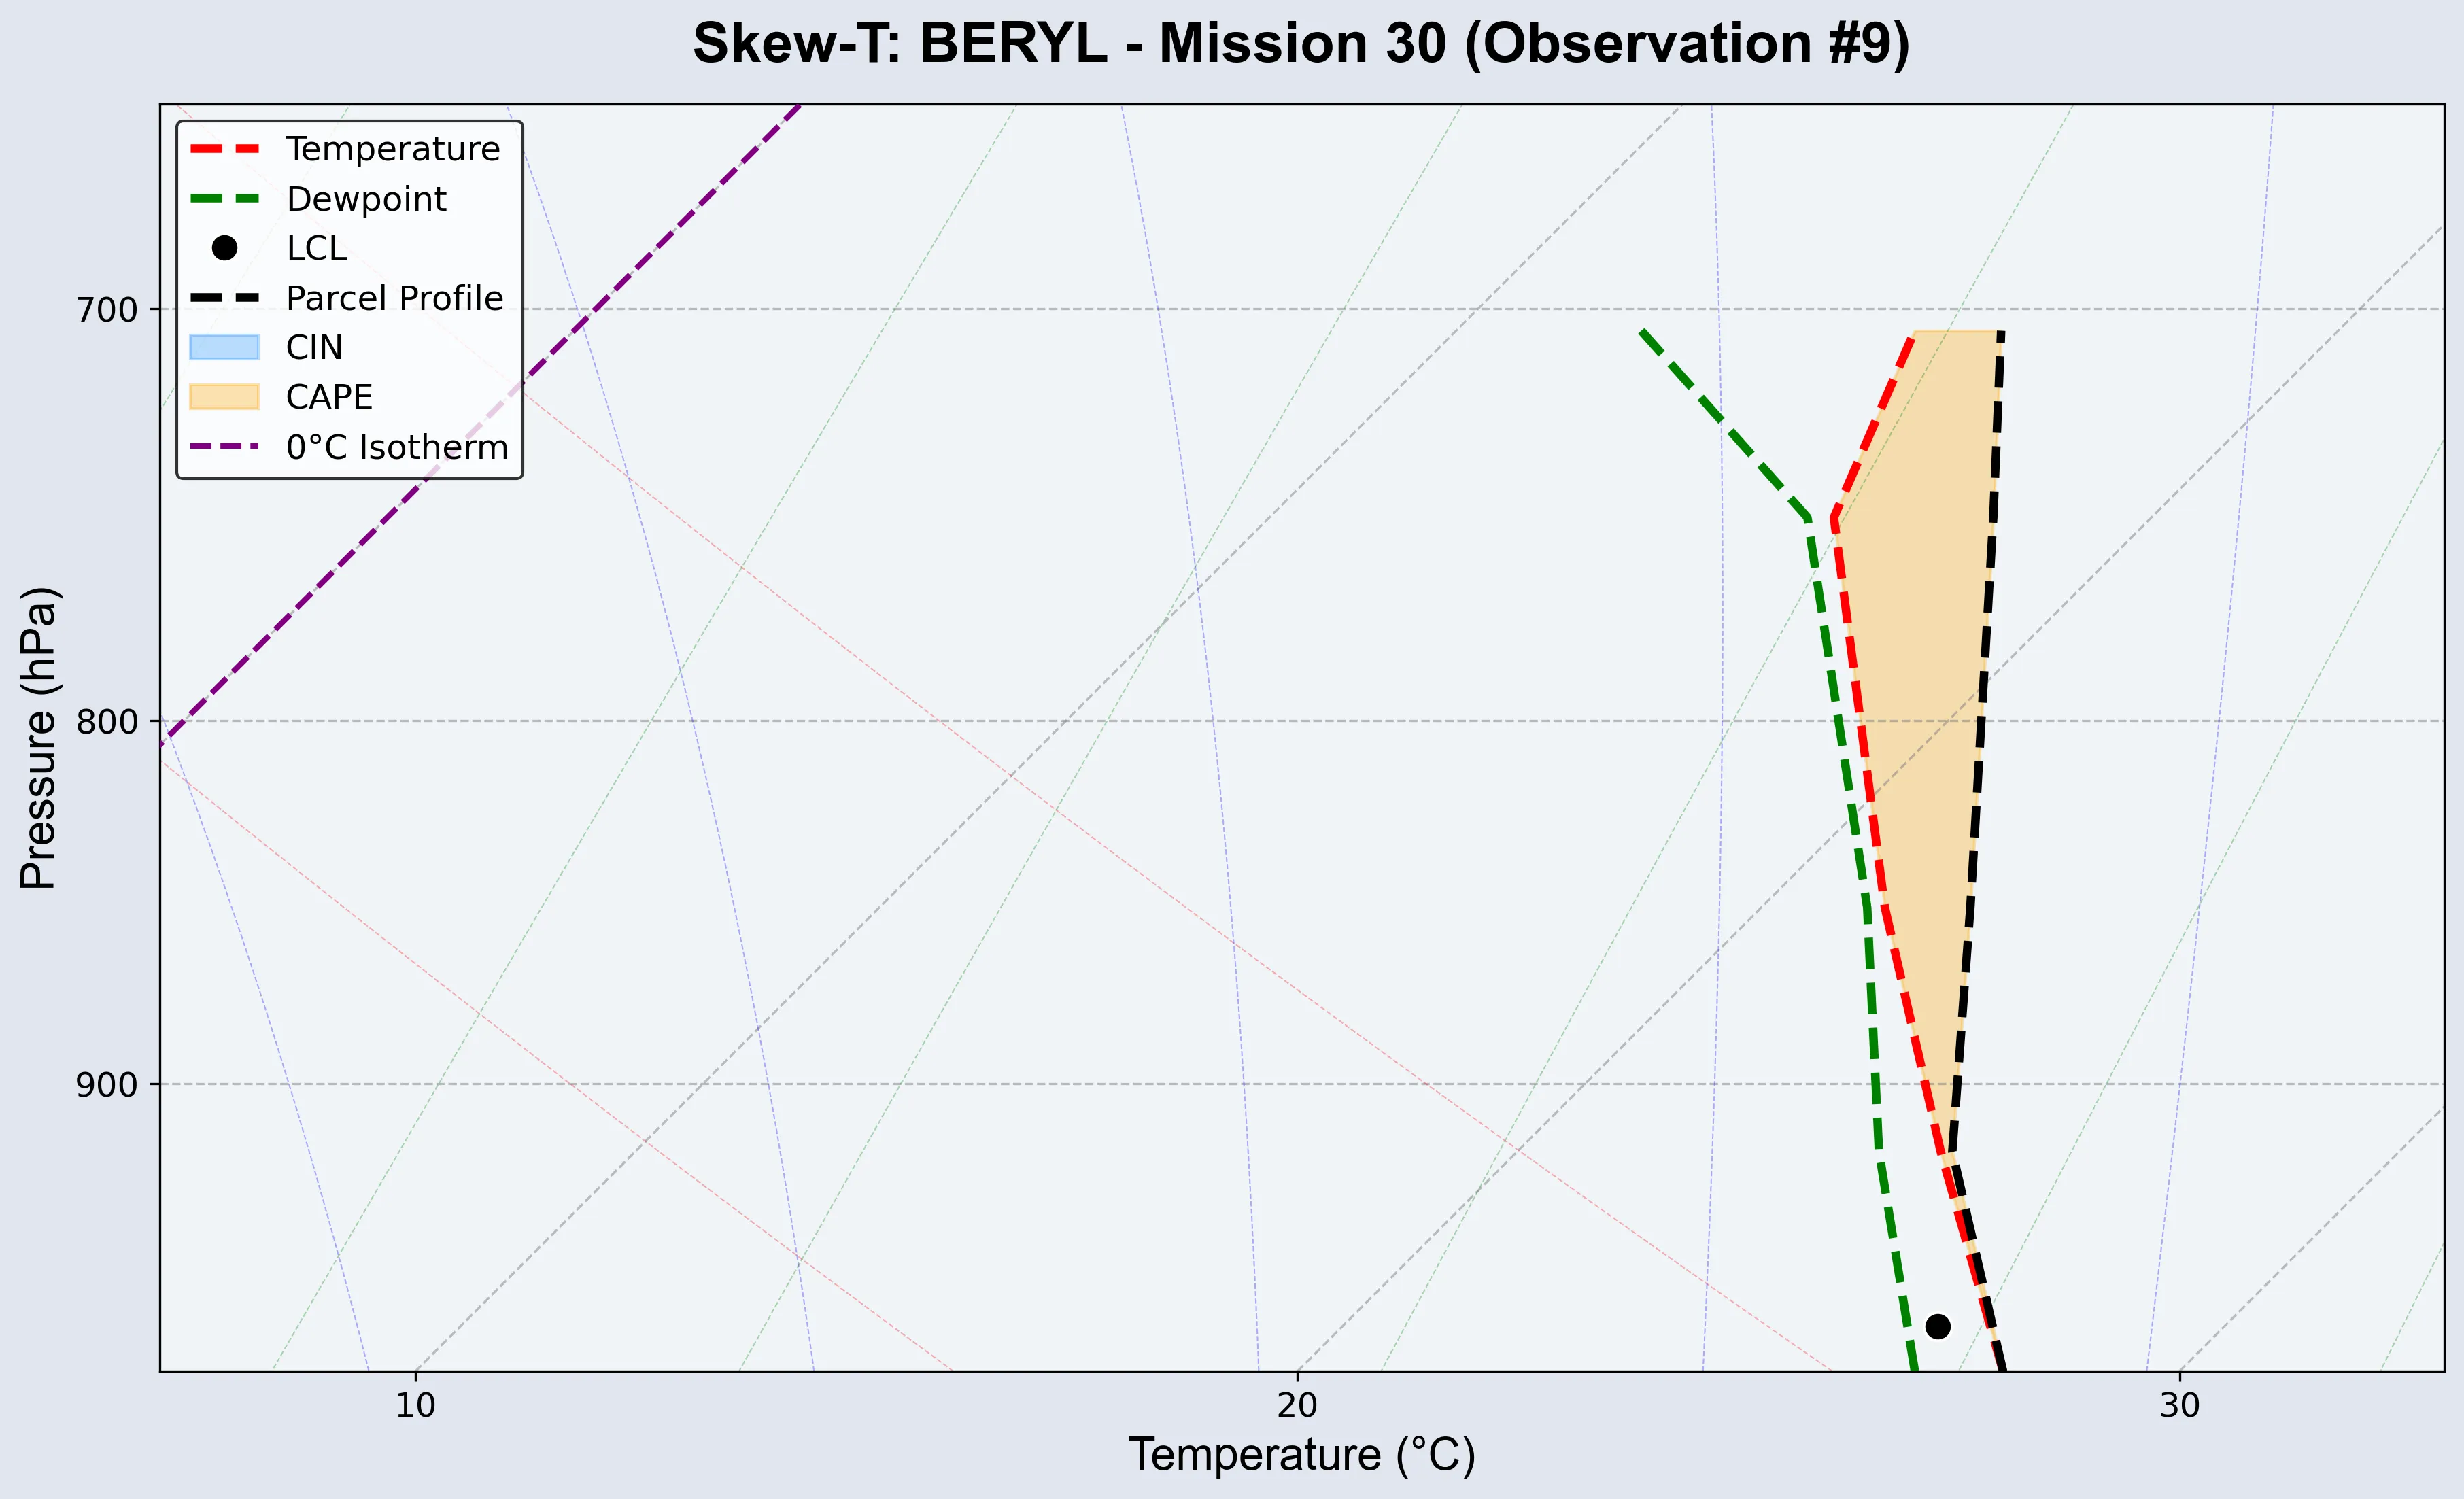 Skew-T: BERYL - Mission 30 (Observation #9)
Temperature
Dewpoint
LCL
Parcel Profile
CIN
CAPE
0°C Isotherm
700
800
900
Pressure (hPa)
10
20
30
Temperature (°C)